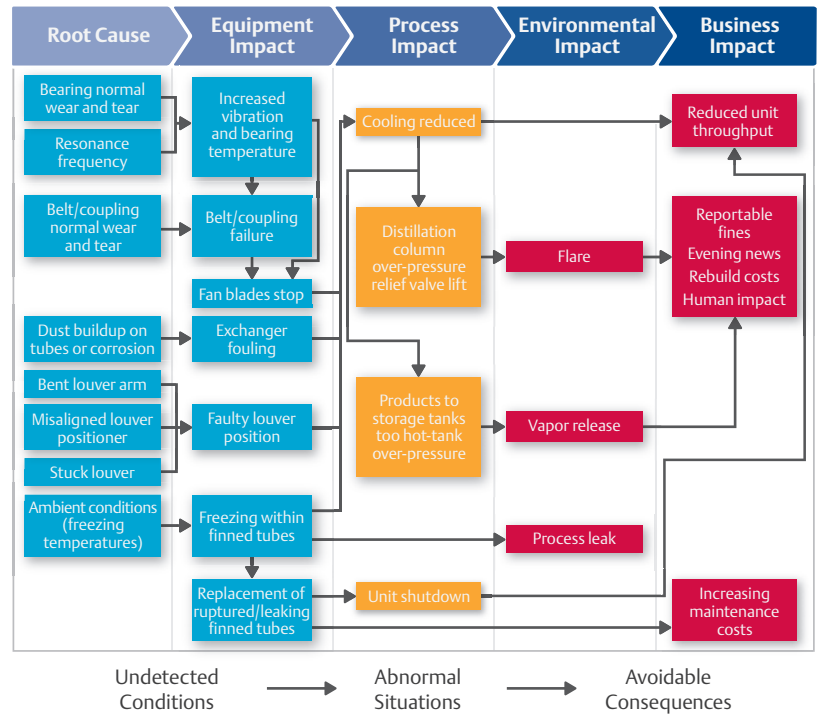 Root Cause
Equipment
Impact
Process
Impact
Environmental
Impact
Business
Impact
Bearing normal
wear and tear
Resonance
frequency
Belt/coupling
normal wear
and tear
Dust buildup on
tubes or corrosion
Bent louver arm
Misaligned louver
positioner
Stuck louver
Ambient conditions
(freezing
temperatures)
Increased
vibration
and bearing
temperature
Belt/coupling
failure
Fan blades stop
Exchanger
fouling
Faulty louver
position
Freezing within
finned tubes
Replacement of
ruptured/leaking
finned tubes
Cooling reduced
Distillation
column
over-pressure
relief valve lift
Products to
storage tanks
too hot-tank
over-pressure
Unit shutdown
Flare
Vapor release
Process leak
Reduced unit
throughput
Reportable
fines
Evening news
Rebuild costs
Human impact
Increasing
maintenance
costs
Undetected
Conditions
Abnormal
Situations
Avoidable
Consequences